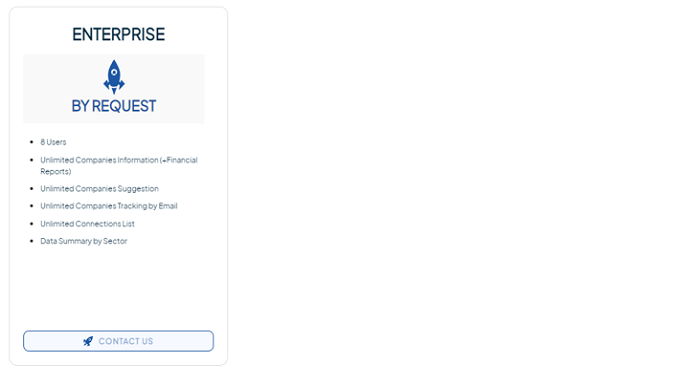 ENTERPRISE
BY REQUEST
8 Users
Unlimited Companies Information (+Financial
Reports)
Unlimited Companies Suggestion
Unlimited Companies Tracking by Email
Unlimited Connections List
Data Summary by Sector
CONTACT US